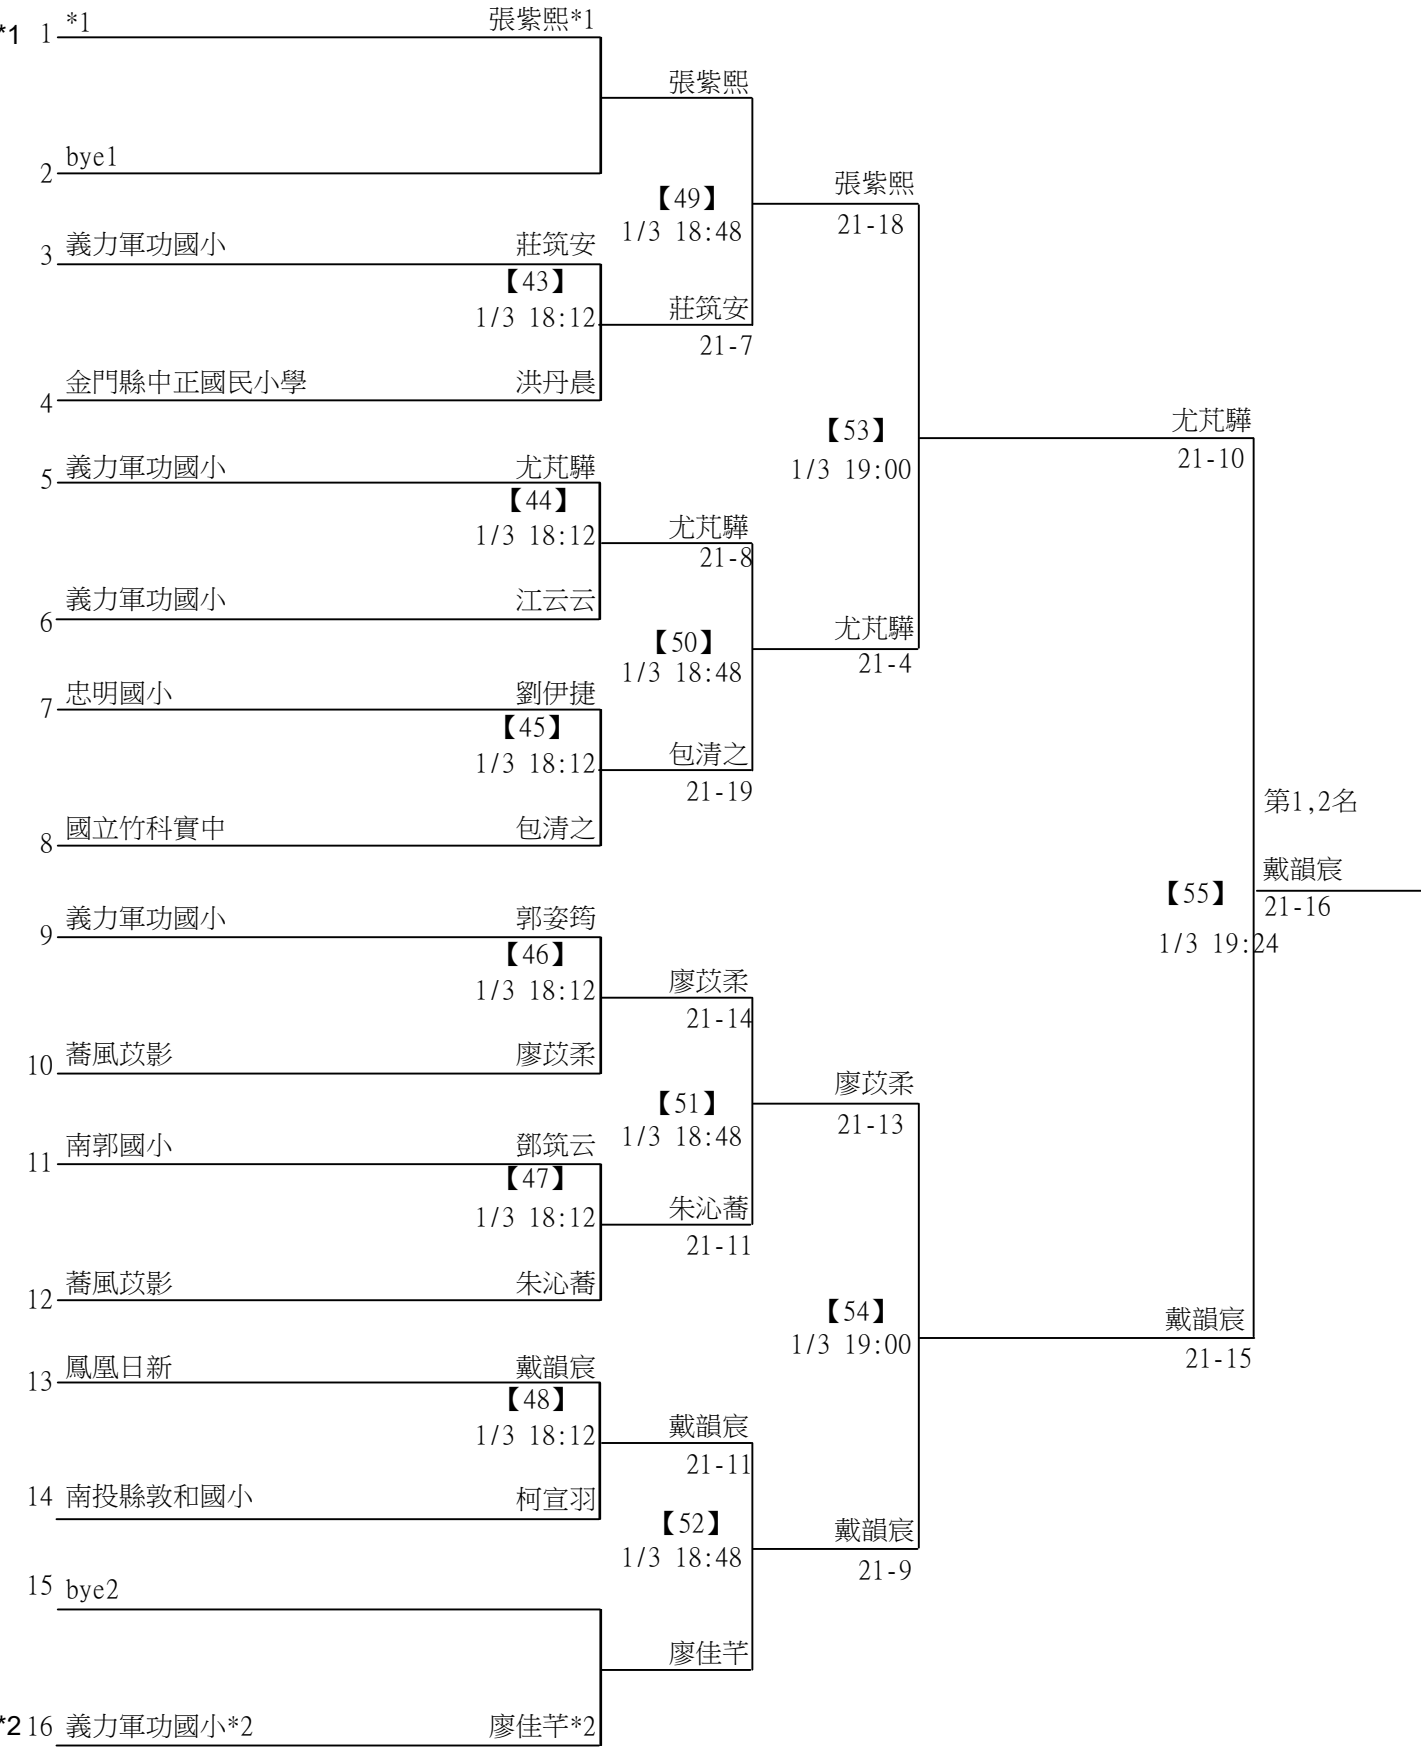 *1 1 *1 張紫熙*1
張紫熙
2 bye1
【49】 張紫熙
1/3 18:48 21-18
3 義力軍功國小 莊筑安
【43】
1/3 18:12 莊筑安
21-7
4 金門縣中正國民小學 洪丹晨
【53】 尤芃驊
1/3 19:00 21-10
5 義力軍功國小 尤芃驊
【44】
1/3 18:12 尤芃驊
21-8
6 義力軍功國小 江云云
【50】 尤芃驊
1/3 18:48 21-4
7 忠明國小 劉伊捷
【45】
1/3 18:12 包清之
21-19
8 國立竹科實中 包清之
第1,2名
【55】 戴韻宸
1/3 19:24 21-16
9 義力軍功國小 郭姿筠
【46】
1/3 18:12 廖苡柔
21-14
10 蕎風苡影 廖苡柔
【51】 廖苡柔
1/3 18:48 21-13
11 南郭國小 鄧筑云
【47】
1/3 18:12 朱沁蕎
21-11
12 蕎風苡影 朱沁蕎
【54】 戴韻宸
1/3 19:00 21-15
13 鳳凰日新 戴韻宸
【48】
1/3 18:12 戴韻宸
21-11
14 南投縣敦和國小 柯宣羽
【52】 戴韻宸
1/3 18:48 21-9
15 bye2
廖佳芊
*2 16 義力軍功國小*2 廖佳芊*2